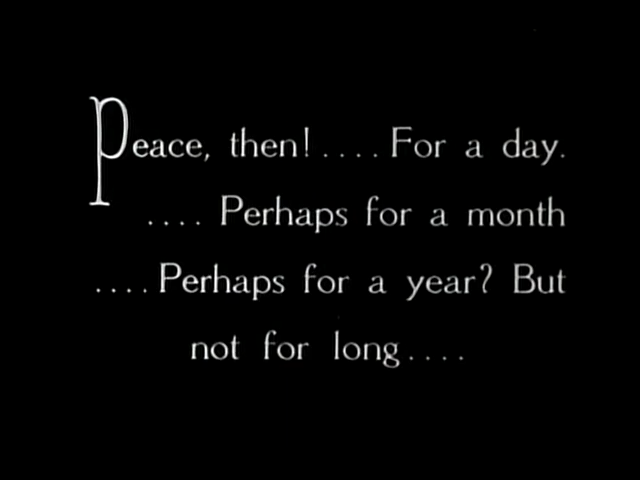 Peace, then!.... For a day.
.... Perhaps for a month
....Perhaps for a year? But
not for long....